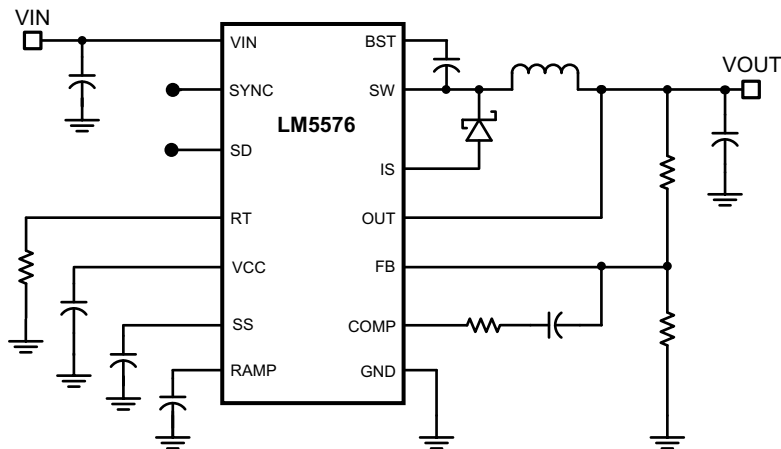 VIN
VOUT
LM5576
VIN
SYNC
SD
RT
VCC
SS
RAMP
BST
SW
IS
OUT
FB
COMP
GND